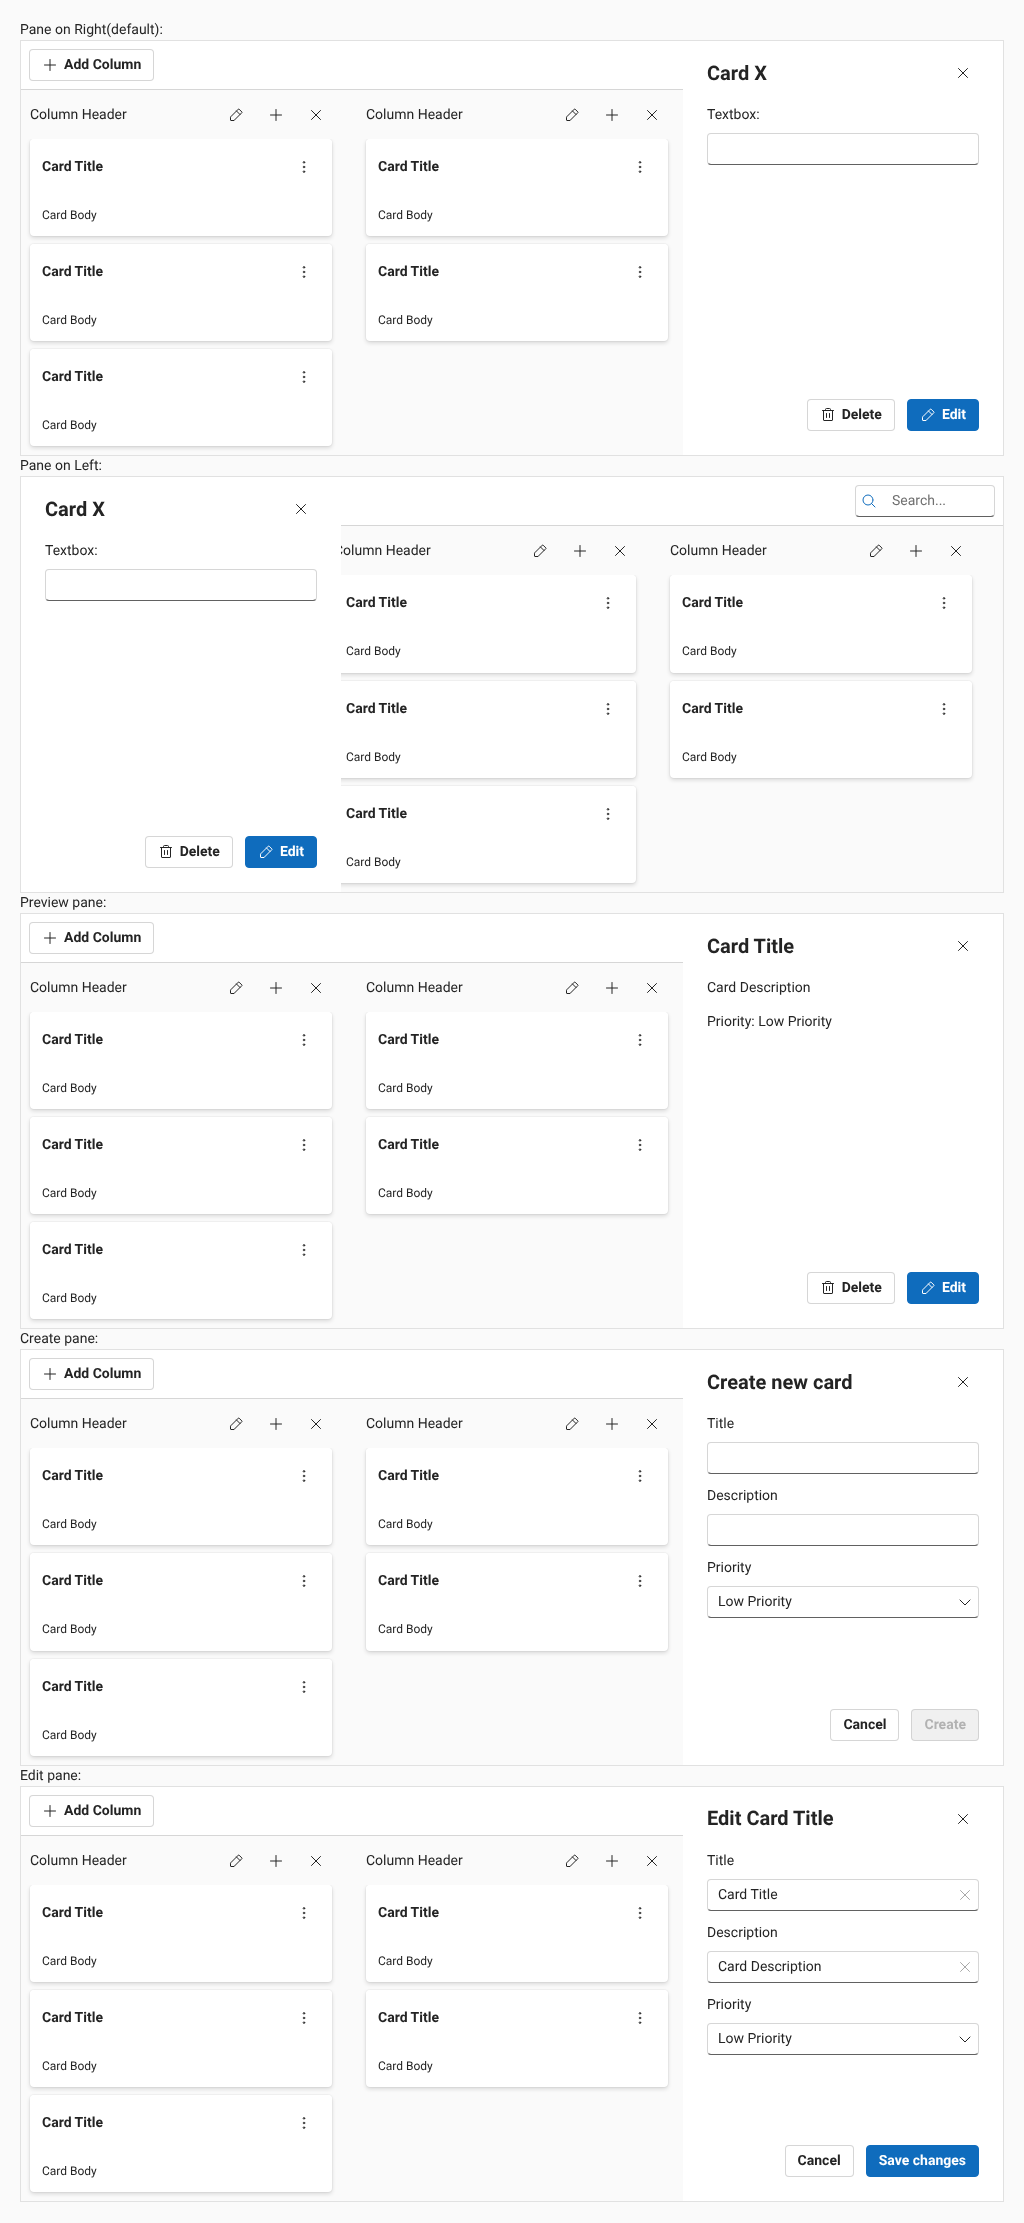 Pane on Right(default):
Add Column
Column Header
Column Header
Card Title
Card Body
Card Title
Card Body
Card Title
Card Body
Card Title
Card Body
Card Title
Card Body
Card X
Textbox:
Delete
Edit
Pane on Left:
Card X
Textbox:
Delete
Edit
Search...
Column Header
Column Header
Card Title
Card Body
Card Title
Card Body
Card Title
Card Body
Card Title
Card Body
Card Title
Card Body
Preview pane:
Add Column
Column Header
Column Header
Card Title
Card Body
Card Title
Card Body
Card Title
Card Body
Card Title
Card Body
Card Title
Card Body
Card Title
Card Description
Priority: Low Priority
Delete
Edit
Create pane:
Add Column
Column Header
Column Header
Card Title
Card Body
Card Title
Card Body
Card Title
Card Body
Card Title
Card Body
Card Title
Card Body
Create new card
Title
Description
Priority
Low Priority
Cancel
Create
Edit pane:
Add Column
Column Header
Column Header
Card Title
Card Body
Card Title
Card Body
Card Title
Card Body
Card Title
Card Body
Card Title
Card Body
Edit Card Title
Title
Card Title
Description
Card Description
Priority
Low Priority
Cancel
Save changes